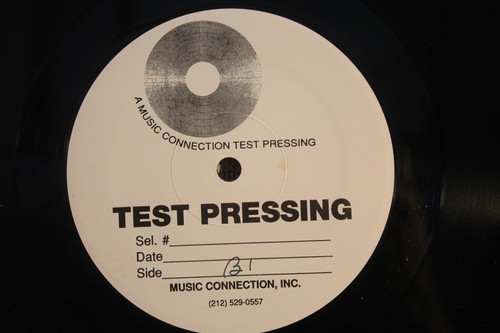 A MUSIC CONNECTION TEST PRESSING
TEST PRESSING
Sel. #
Date
Side B1
MUSIC CONNECTION, INC.
(212) 529-0557